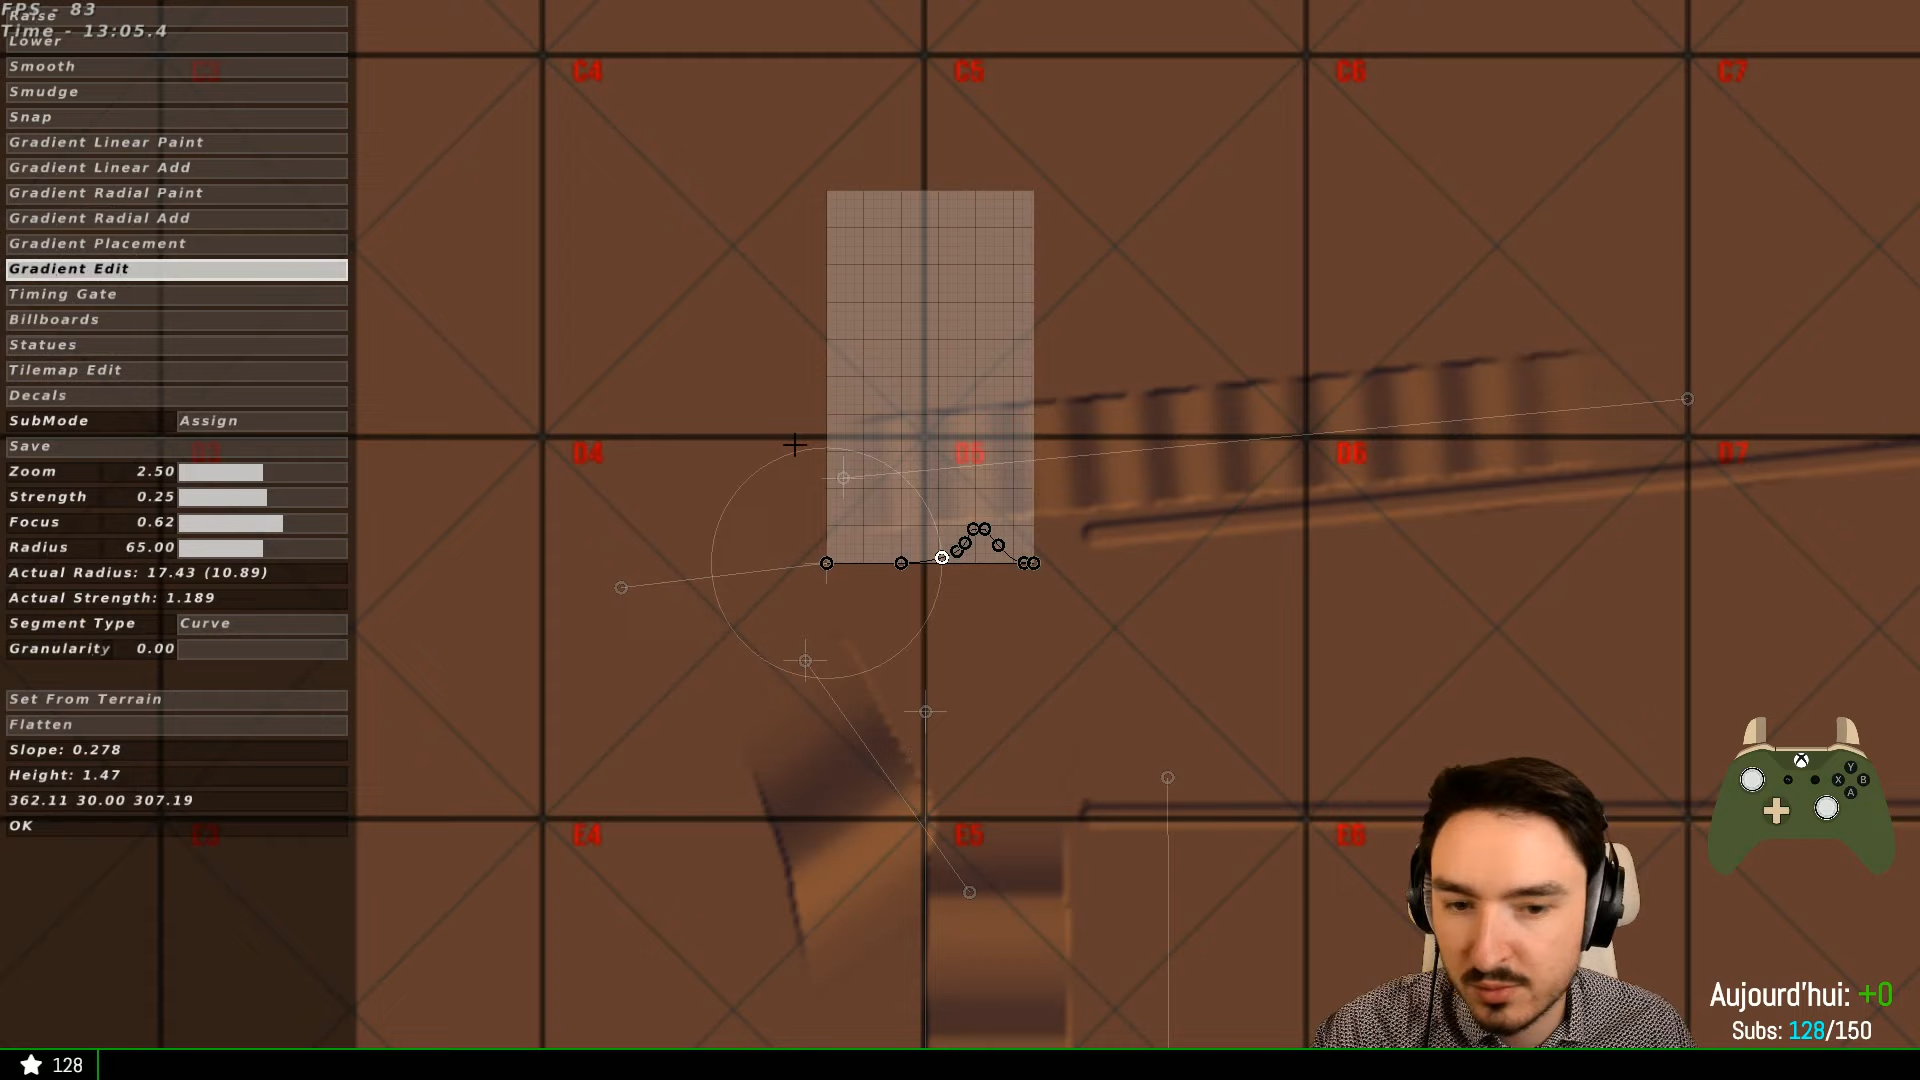 FPS - 83
Raise
Time - 13:05.4
Lower
Smooth
Smudge
Snap
Gradient Linear Paint
Gradient Linear Add
Gradient Radial Paint
Gradient Radial Add
Gradient Placement
Gradient Edit
Timing Gate
Billboards
Statues
Tilemap Edit
Decals
SubMode Assign
Save
Zoom 2.50
Strength 0.25
Focus 0.62
Radius 65.00
Actual Radius: 17.43 (10.89)
Actual Strength: 1.189
Segment Type Curve
Granularity 0.00
Set From Terrain
Flatten
Slope: 0.278
Height: 1.47
362.11 30.00 307.19
OK
C3 C4 C5 C6 C7
D3 D4 D5 D6 D7
E3 E4 E5 E6
Y
X B
A
Aujourd'hui: +0
Subs: 128/150
128